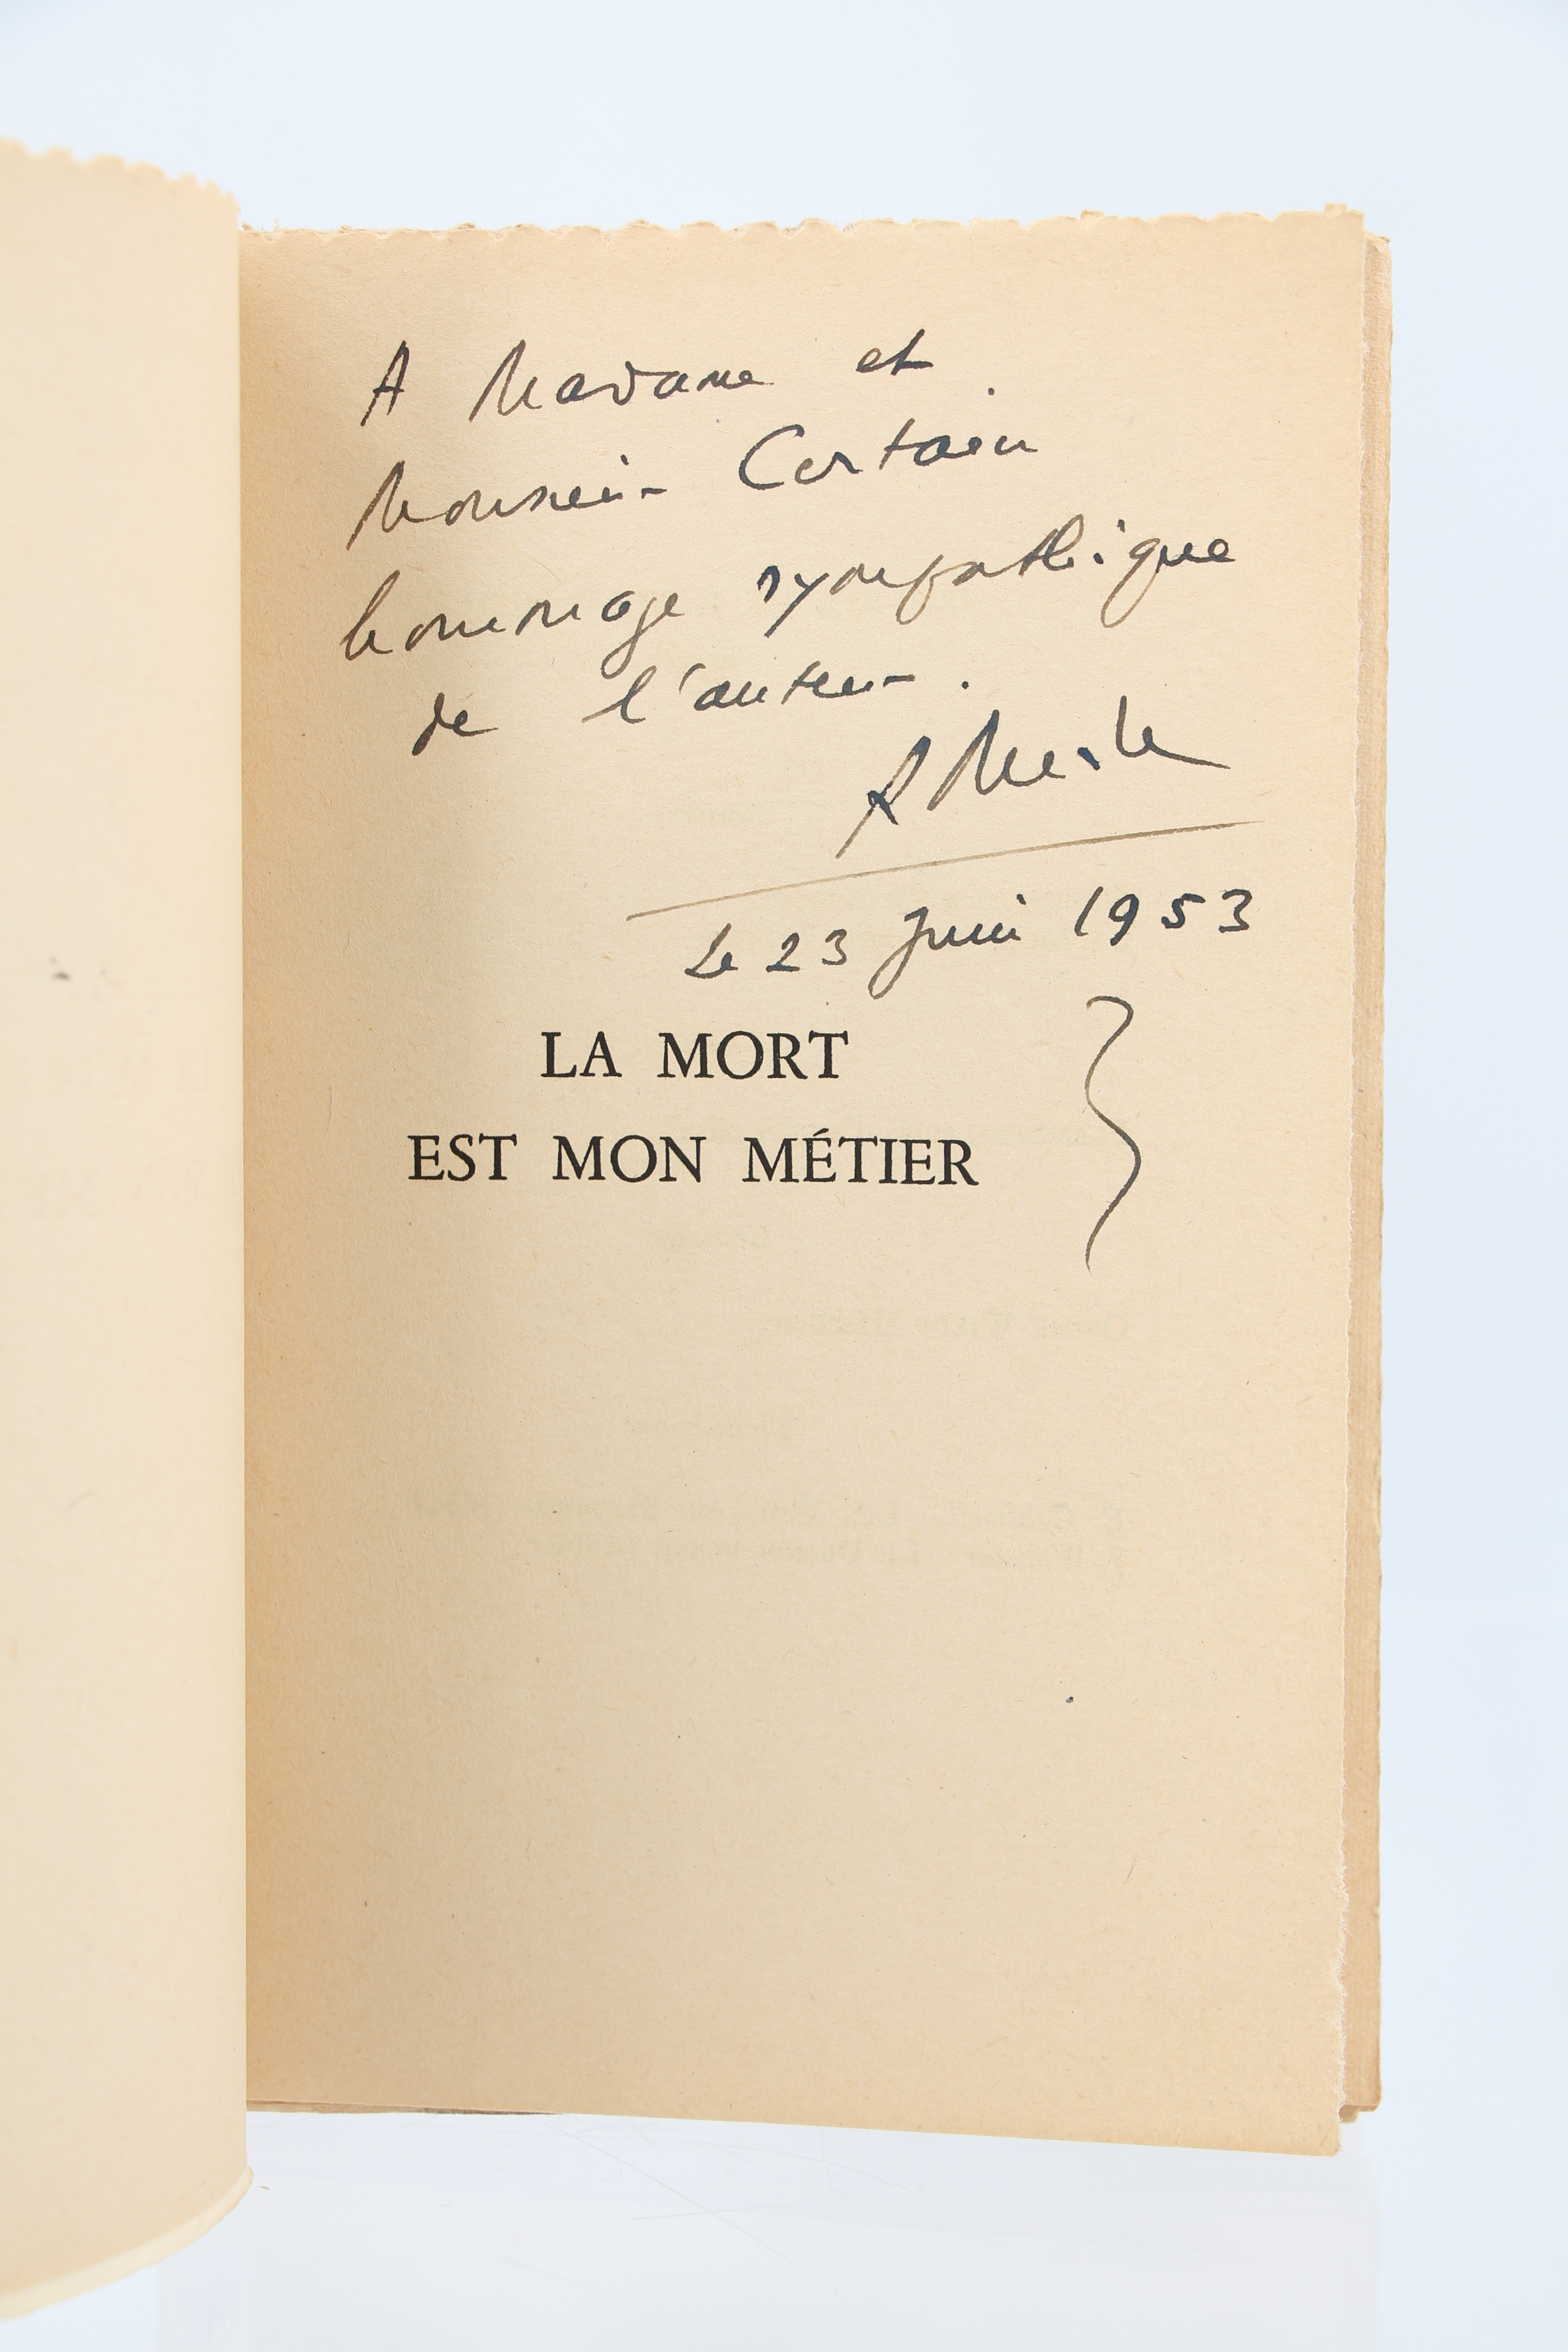 A Madame et
Monsieur Certain
hommage sympathique
de l'auteur.
R Merle
Le 23 Juin 1953
LA MORT
EST MON MÉTIER